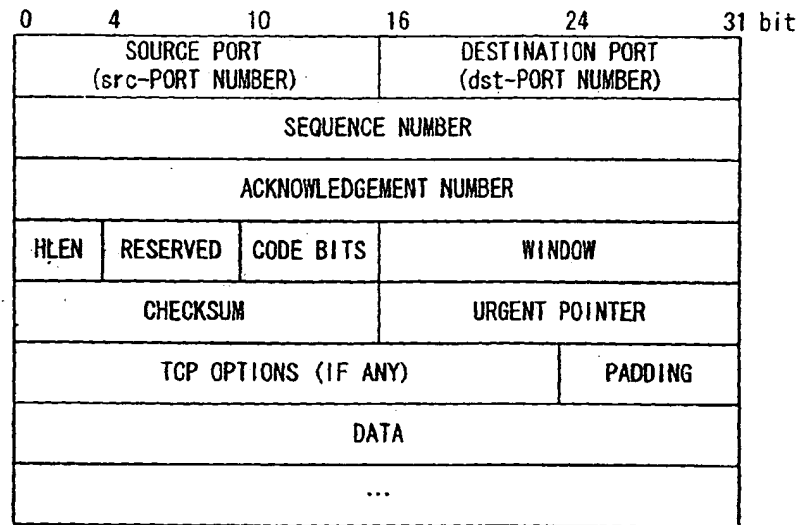 0 4 10 16 24 31 bit
SOURCE PORT
(src-PORT NUMBER)
DESTINATION PORT
(dst-PORT NUMBER)
SEQUENCE NUMBER
ACKNOWLEDGEMENT NUMBER
HLEN RESERVED CODE BITS WINDOW
CHECKSUM URGENT POINTER
TCP OPTIONS (IF ANY) PADDING
DATA
...